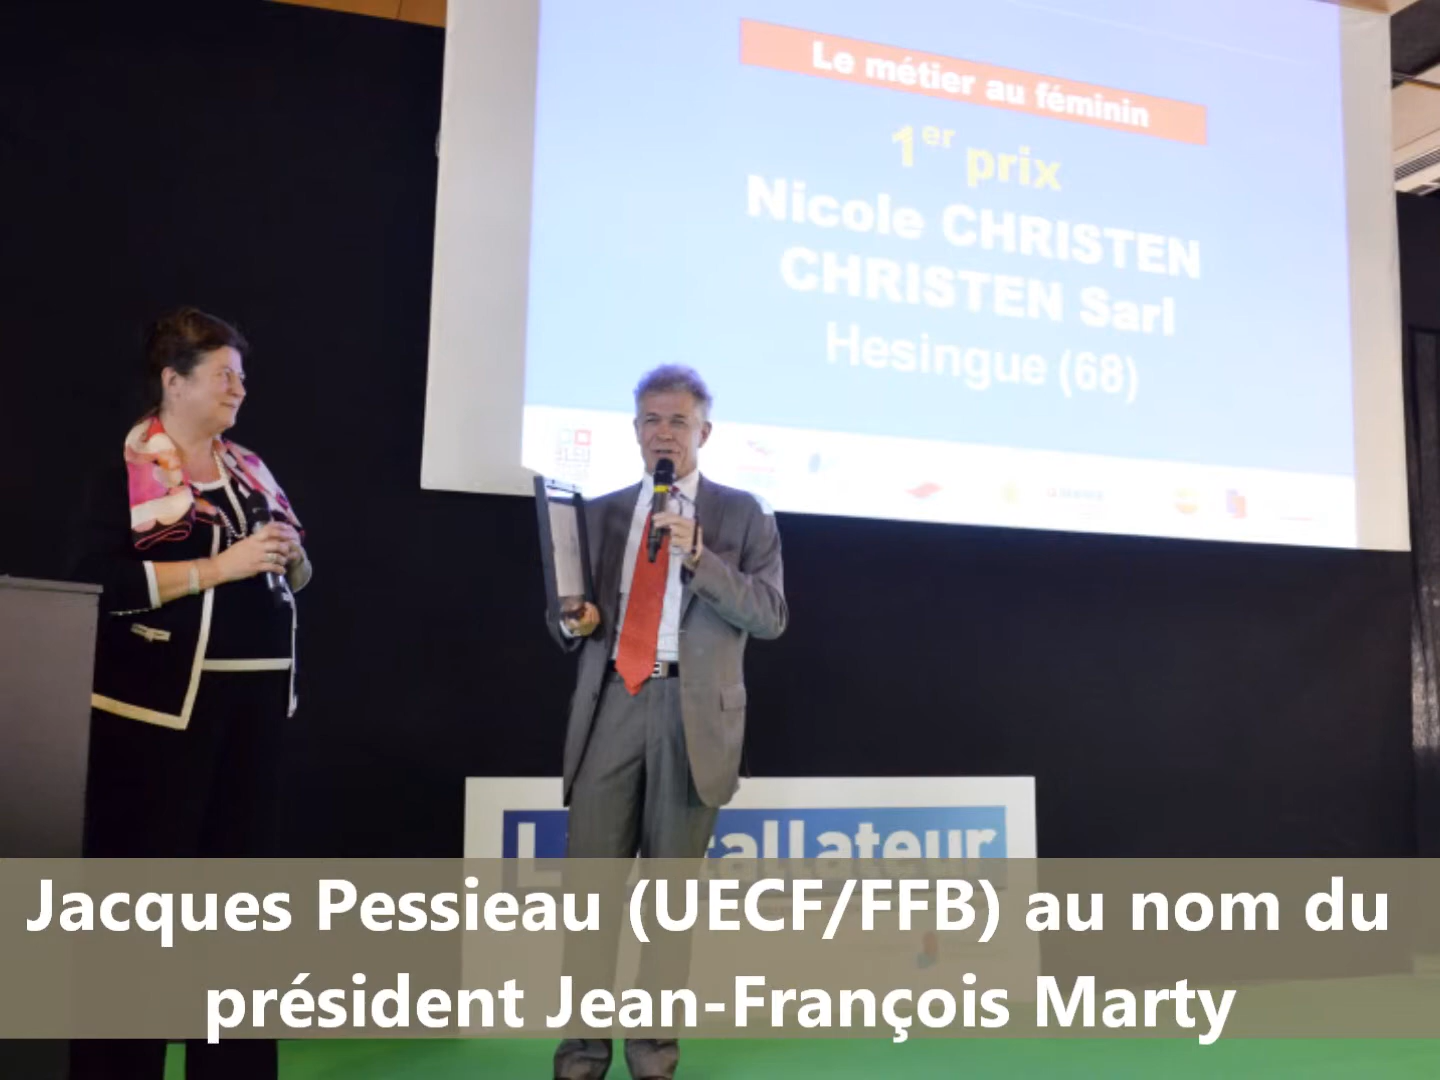 Le métier au féminin
1er prix
Nicole CHRISTEN
CHRISTEN Sarl
Hesingue (68)
BLEU
Jacques Pessieau (UECF/FFB) au nom du
président Jean-François Marty